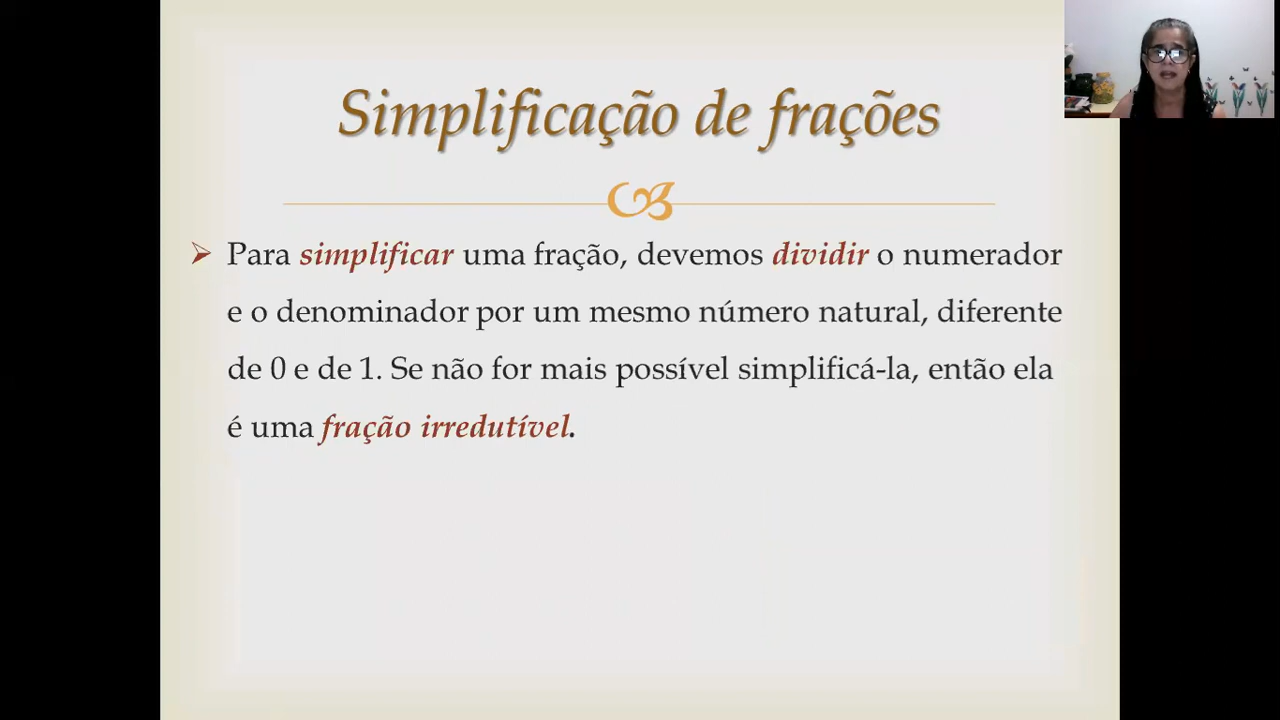 Simplificação de frações
Para simplificar uma fração, devemos dividir o numerador
e o denominador por um mesmo número natural, diferente
de 0 e de 1. Se não for mais possível simplificá-la, então ela
é uma fração irredutível.